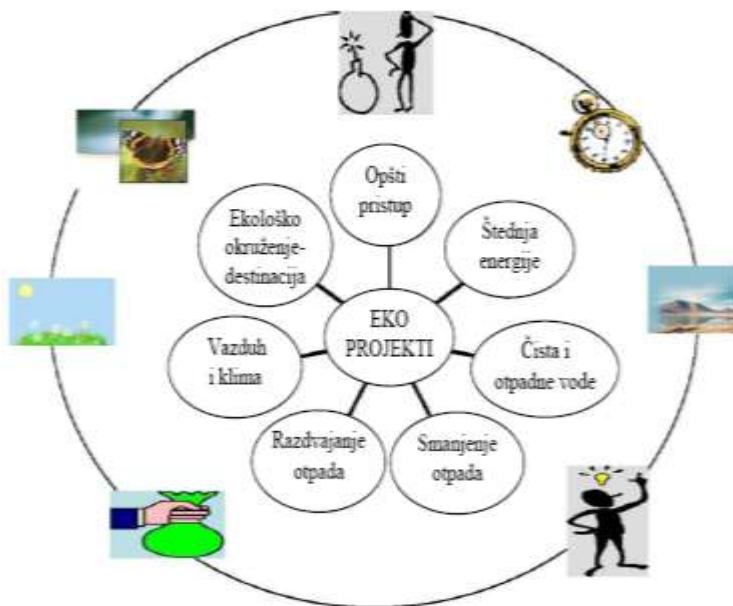 Opšti
pristup
Štednja
energije
Čista i
otpadne vode
Smanjenje
otpada
Razdvajanje
otpada
Vazduh
i klima
Ekološko
okruženje-
destinacija
EKO
PROJEKTI